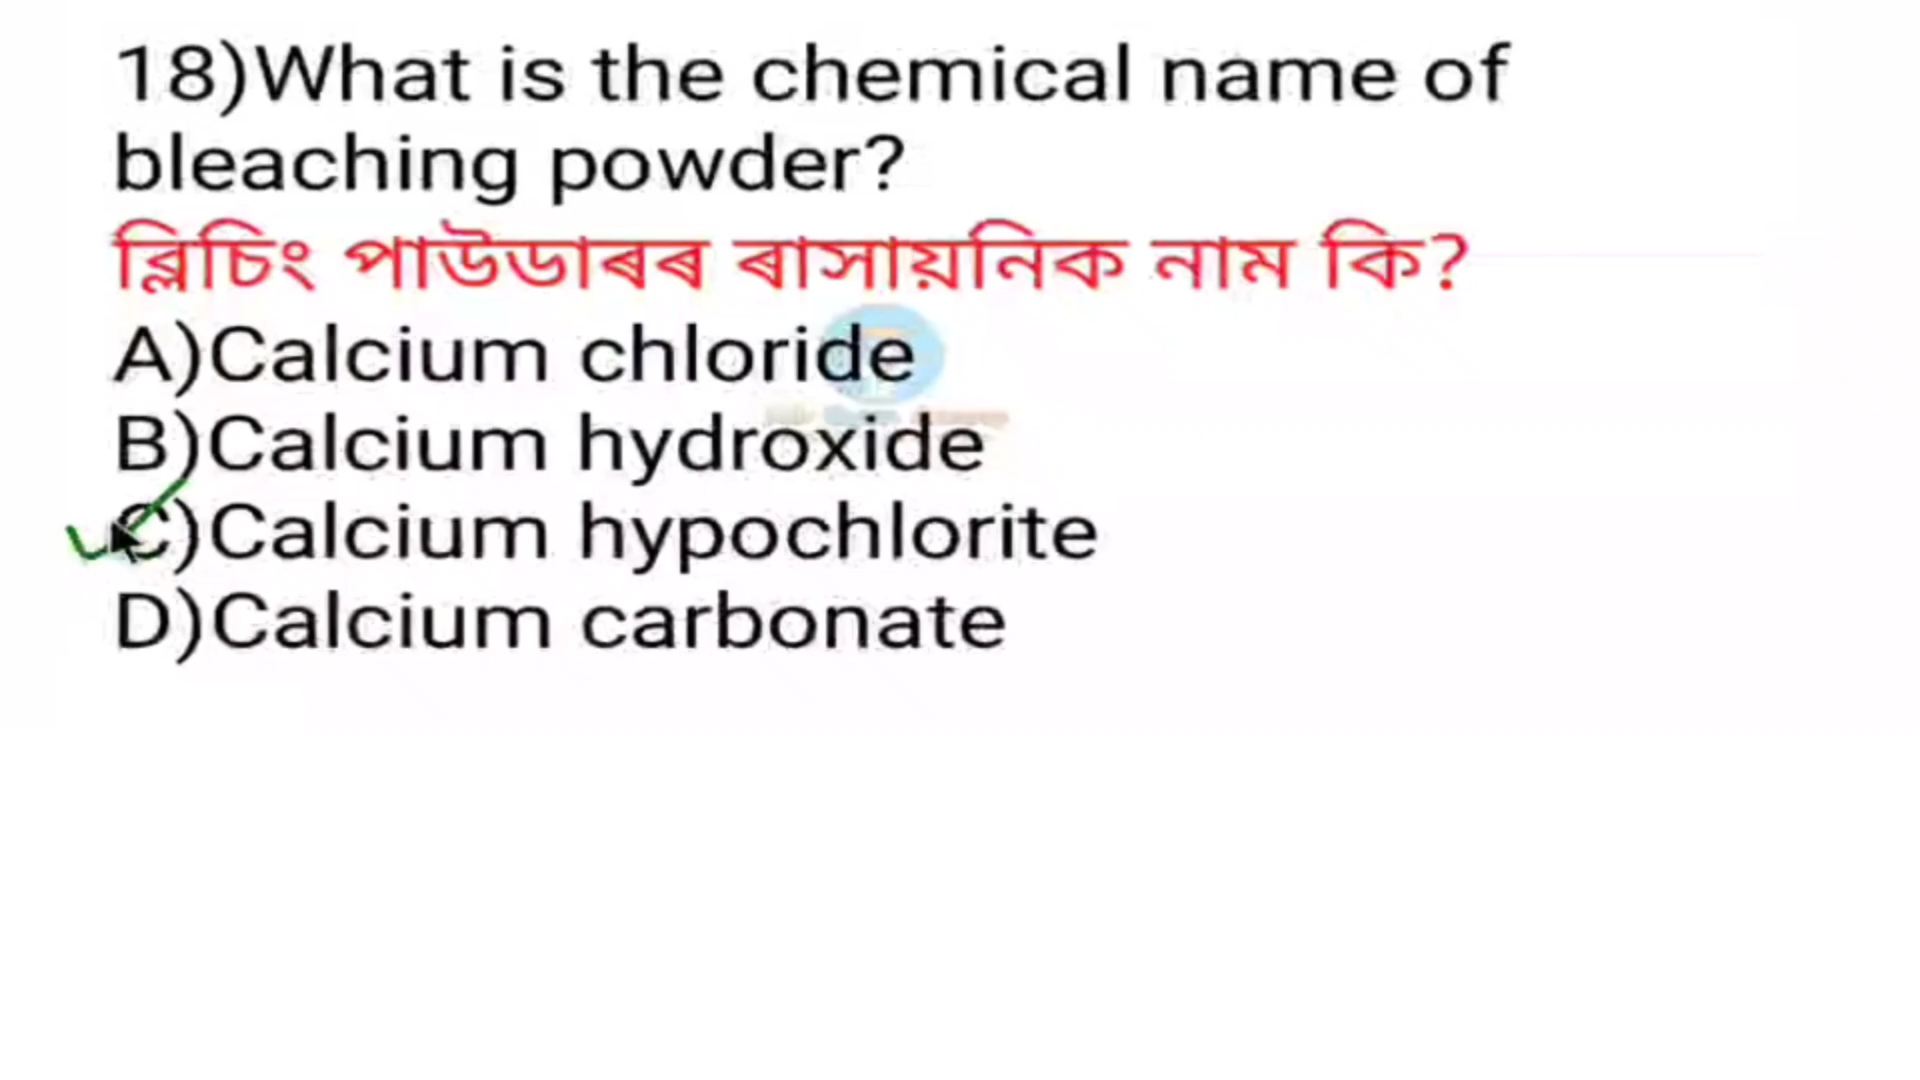 18)What is the chemical name of
bleaching powder?
ব্লিচিং পাউডাৰৰ ৰাসায়নিক নাম কি?
A)Calcium chloride
B)Calcium hydroxide
C)Calcium hypochlorite
D)Calcium carbonate